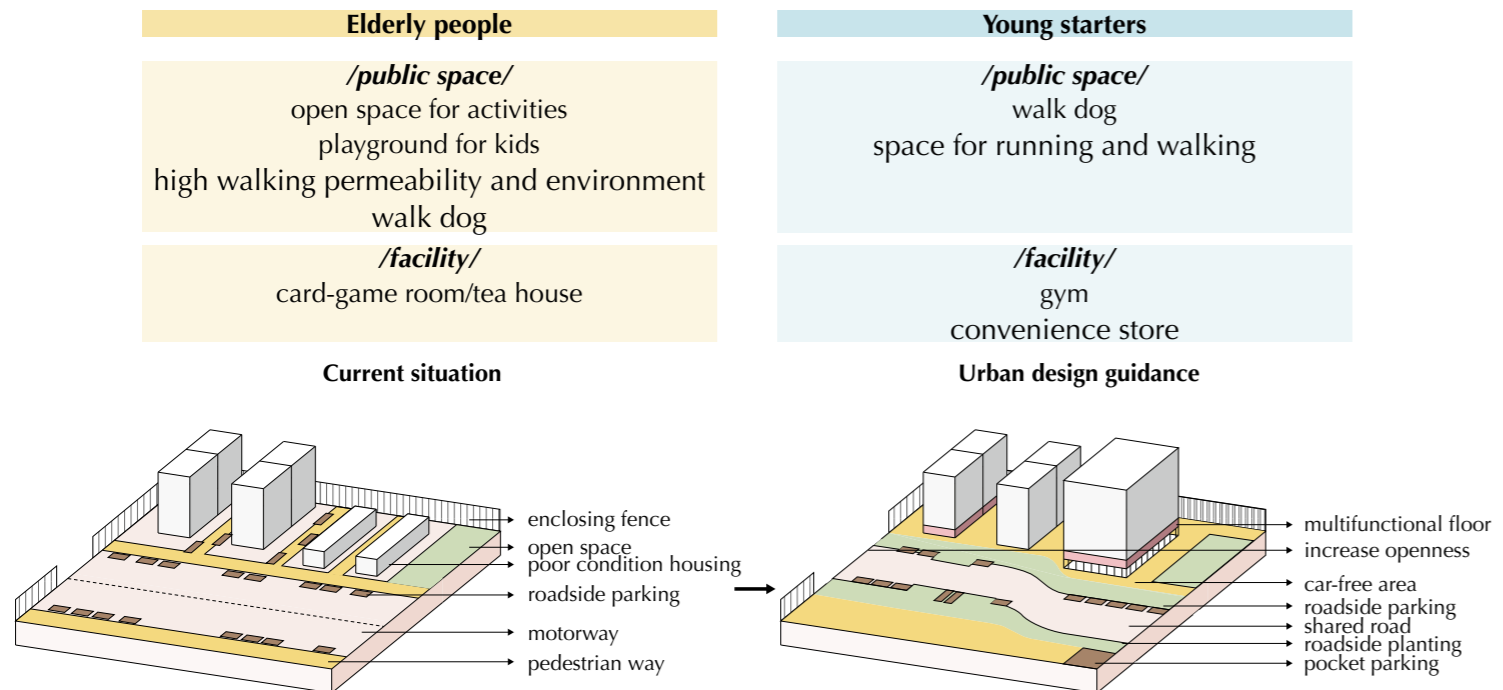 Elderly people
/public space/
open space for activities
playground for kids
high walking permeability and environment
walk dog
/facility/
card-game room/tea house
Young starters
/public space/
walk dog
space for running and walking
/facility/
gym
convenience store
Current situation
enclosing fence
open space
poor condition housing
roadside parking
motorway
pedestrian way
Urban design guidance
multifunctional floor
increase openness
car-free area
roadside parking
shared road
roadside planting
pocket parking